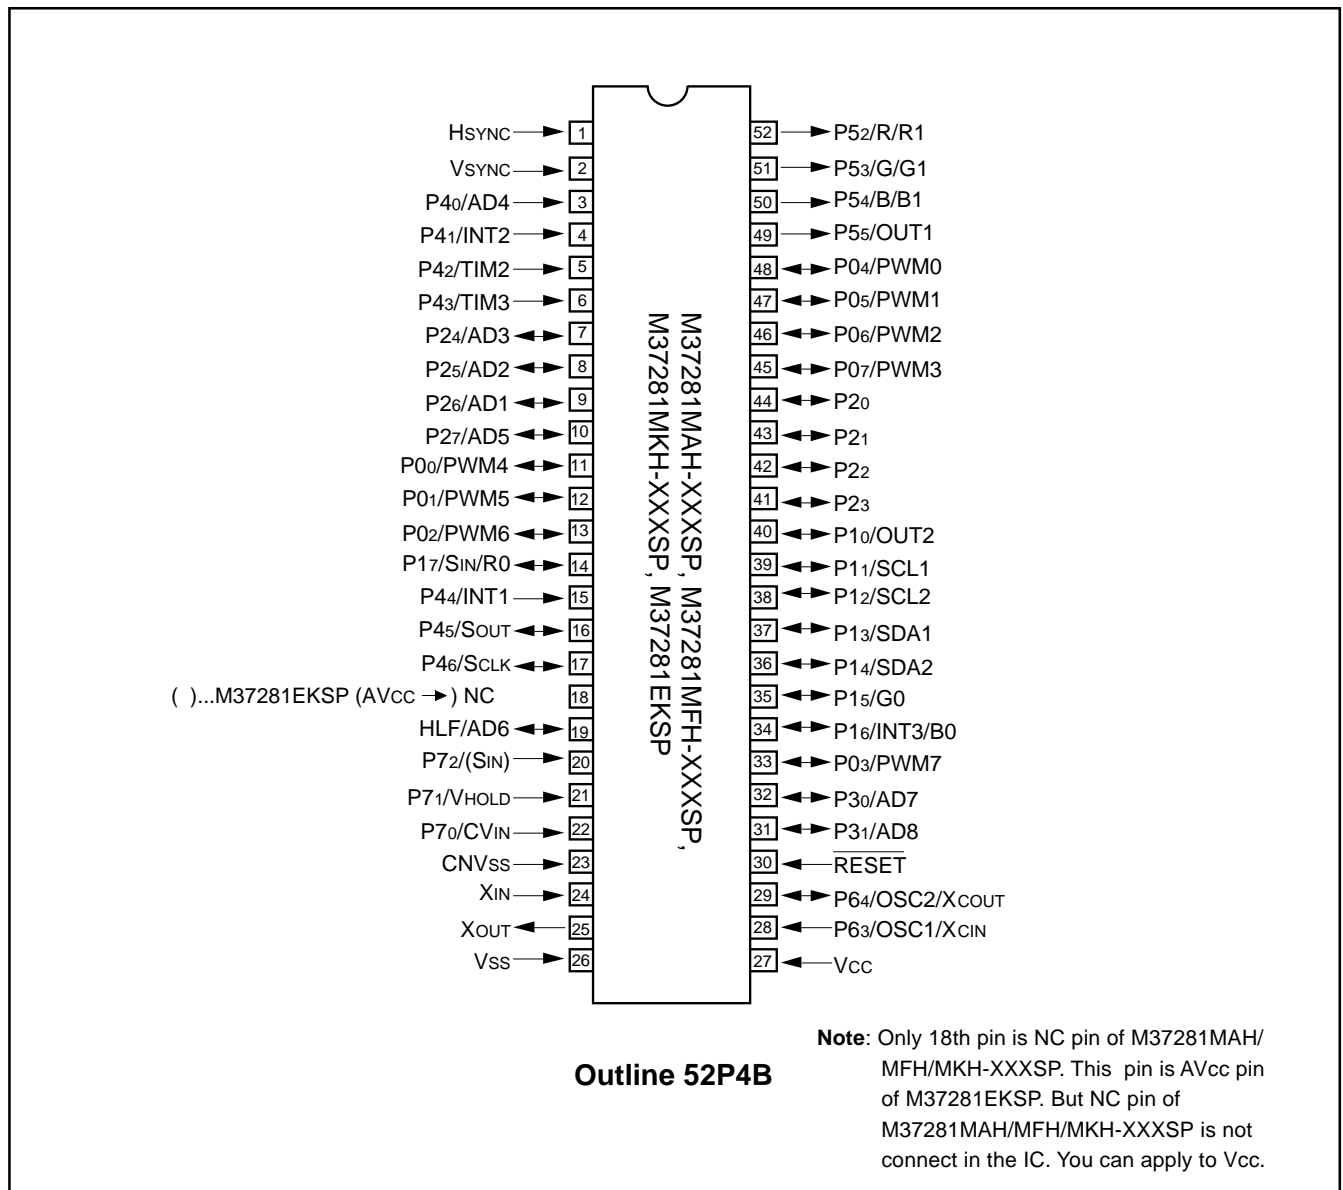 HSYNC 1 52 P52/R/R1
VSYNC 2 51 P53/G/G1
P40/AD4 3 50 P54/B/B1
P41/INT2 4 49 P55/OUT1
P42/TIM2 5 48 P04/PWM0
P43/TIM3 6 47 P05/PWM1
P24/AD3 7 46 P06/PWM2
P25/AD2 8 45 P07/PWM3
P26/AD1 9 44 P20
P27/AD5 10 43 P21
P00/PWM4 11 42 P22
P01/PWM5 12 41 P23
P02/PWM6 13 40 P10/OUT2
P17/SIN/R0 14 39 P11/SCL1
P44/INT1 15 38 P12/SCL2
P45/SOUT 16 37 P13/SDA1
P46/SCLK 17 36 P14/SDA2
( )...M37281EKSP (AVCC → ) NC 18 35 P15/G0
HLF/AD6 19 34 P16/INT3/B0
P72/(SIN) 20 33 P03/PWM7
P71/VHOLD 21 32 P30/AD7
P70/CVIN 22 31 P31/AD8
CNVSS 23 30 RESET
XIN 24 29 P64/OSC2/XCOUT
XOUT 25 28 P63/OSC1/XCIN
VSS 26 27 VCC
M37281MAH-XXXSP, M37281MFH-XXXSP,
M37281MKH-XXXSP, M37281EKSP
Outline 52P4B
Note: Only 18th pin is NC pin of M37281MAH/
MFH/MKH-XXXSP. This pin is AVcc pin
of M37281EKSP. But NC pin of
M37281MAH/MFH/MKH-XXXSP is not
connect in the IC. You can apply to Vcc.